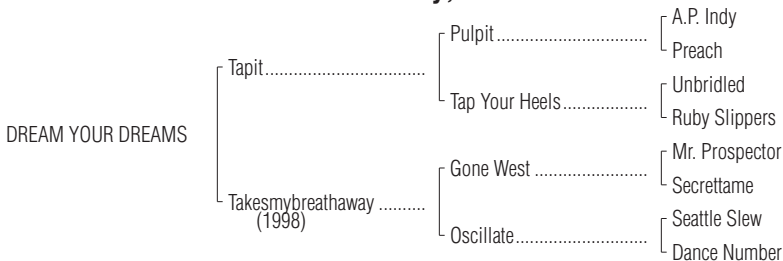 A.P. Indy
Pulpit................................
Preach
Tapit..................................
Unbridled
Tap Your Heels..................
Ruby Slippers
DREAM YOUR DREAMS
Mr. Prospector
Gone West ........................
Secrettame
Takesmybreathaway ..........
(1998)
Seattle Slew
Oscillate............................
Dance Number